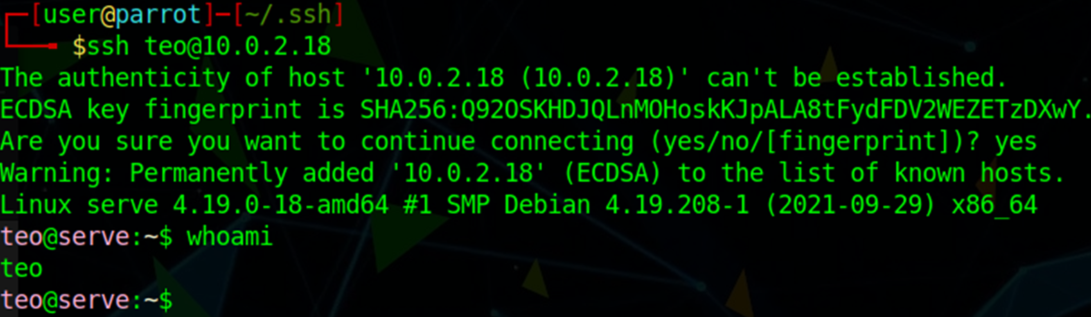 ┌─[user@parrot]─[~/.ssh]
└──╼ $ssh teo@10.0.2.18
The authenticity of host '10.0.2.18 (10.0.2.18)' can't be established.
ECDSA key fingerprint is SHA256:Q92OSKHDJQLnMOHoskKJpALA8tFydFDV2WEZETzDXwY.
Are you sure you want to continue connecting (yes/no/[fingerprint])? yes
Warning: Permanently added '10.0.2.18' (ECDSA) to the list of known hosts.
Linux serve 4.19.0-18-amd64 #1 SMP Debian 4.19.208-1 (2021-09-29) x86_64
teo@serve:~$ whoami
teo
teo@serve:~$